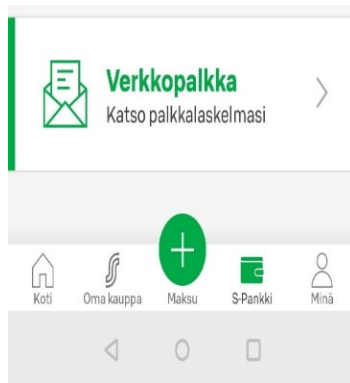 Verkkopalkka
Katso palkkalaskelmasi
Koti
Oma kauppa
Maksu
S-Pankki
Minä